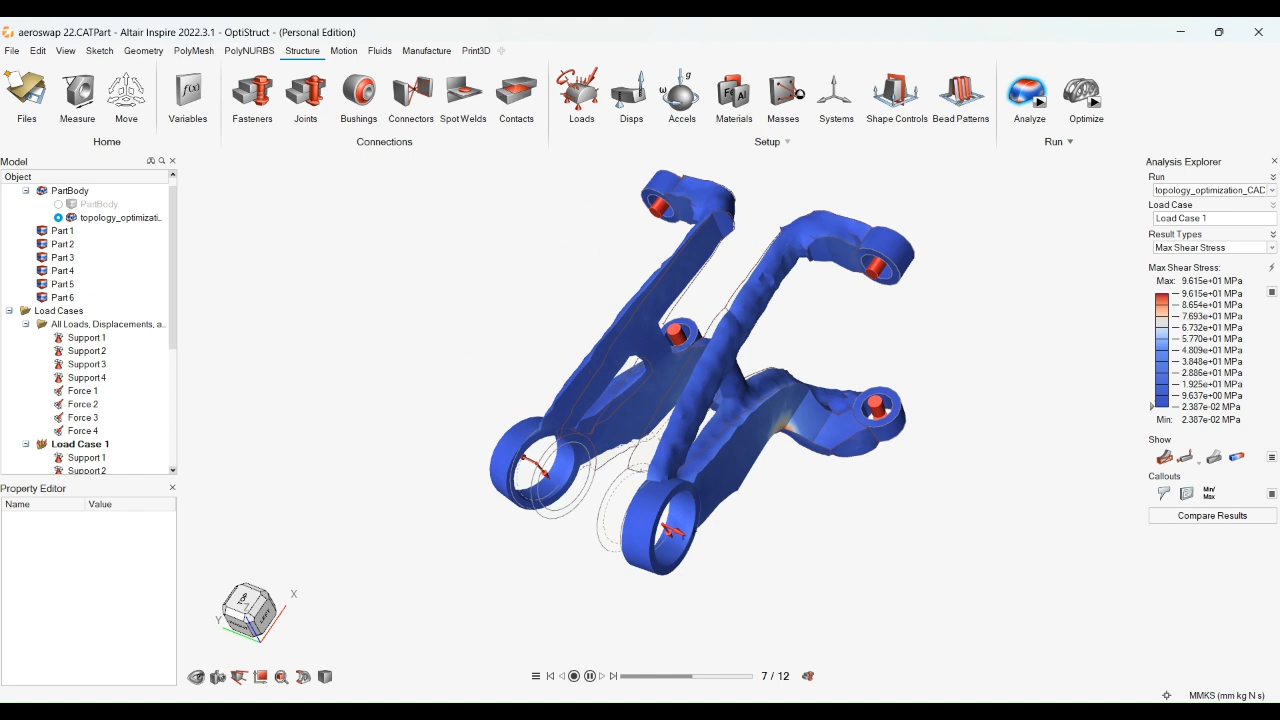 aeroswap 22.CATPart - Altair Inspire 2022.3.1 - OptiStruct - (Personal Edition)
File Edit View Sketch Geometry PolyMesh PolyNURBS Structure Motion Fluids Manufacture Print3D
Files Measure Move Variables Fasteners Joints Bushings Connectors Spot Welds Contacts Loads Disps Accels Materials Masses Systems Shape Controls Bead Patterns Analyze Optimize
Home Connections Setup Run
Model
Object
PartBody
PartBody
topology_optimizati...
Part 1
Part 2
Part 3
Part 4
Part 5
Part 6
Load Cases
All Loads, Displacements, a...
Support 1
Support 2
Support 3
Support 4
Force 1
Force 2
Force 3
Force 4
Load Case 1
Support 1
Support 2
Property Editor
Name Value
Analysis Explorer
Run
topology_optimization_CAD
Load Case
Load Case 1
Result Types
Max Shear Stress
Max Shear Stress:
Max: 9.615e+01 MPa
9.615e+01 MPa
8.654e+01 MPa
7.693e+01 MPa
6.732e+01 MPa
5.770e+01 MPa
4.809e+01 MPa
3.848e+01 MPa
2.886e+01 MPa
1.925e+01 MPa
9.637e+00 MPa
2.387e-02 MPa
Min: 2.387e-02 MPa
Show
Callouts
Min/
Max
Compare Results
X
Y
TOP
LEFT
7 / 12
MMKS (mm kg N s)